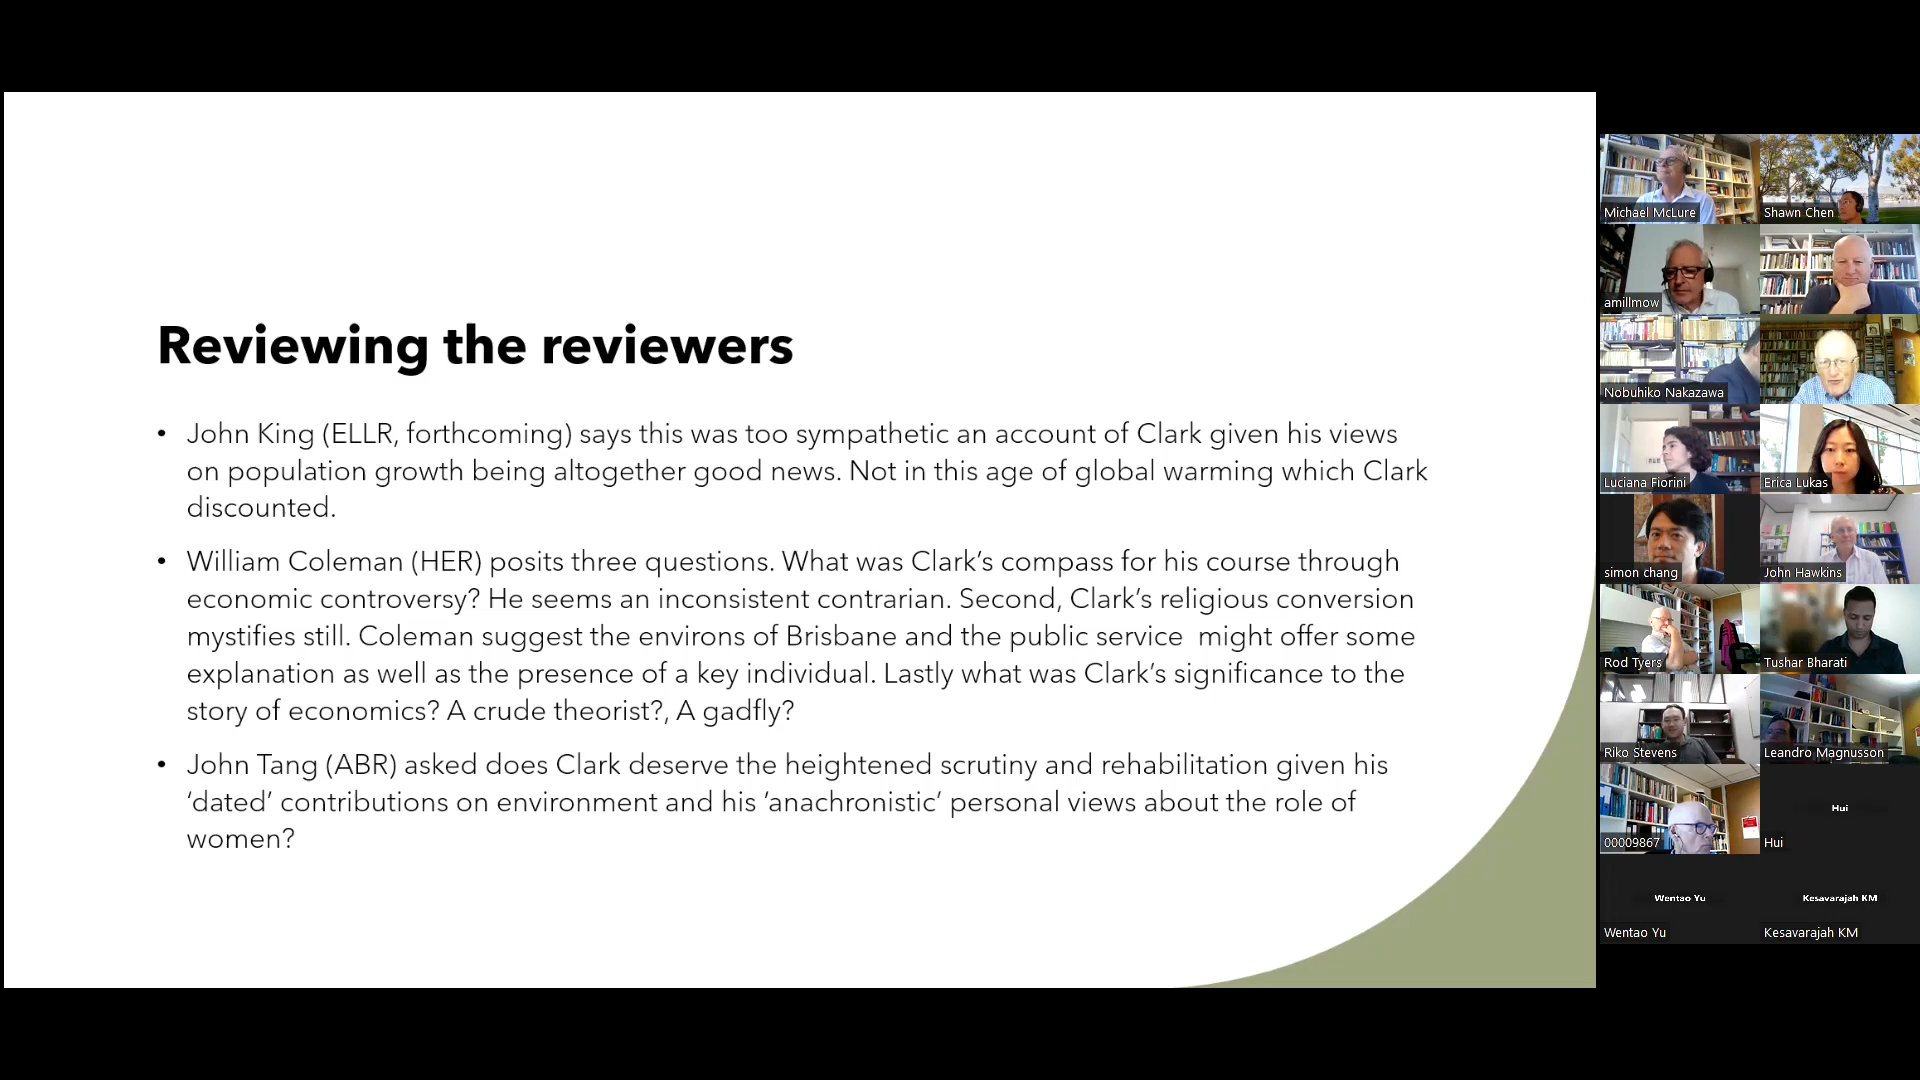 Reviewing the reviewers
• John King (ELLR, forthcoming) says this was too sympathetic an account of Clark given his views
on population growth being altogether good news. Not in this age of global warming which Clark
discounted.
• William Coleman (HER) posits three questions. What was Clark’s compass for his course through
economic controversy? He seems an inconsistent contrarian. Second, Clark’s religious conversion
mystifies still. Coleman suggest the environs of Brisbane and the public service  might offer some
explanation as well as the presence of a key individual. Lastly what was Clark’s significance to the
story of economics? A crude theorist?, A gadfly?
• John Tang (ABR) asked does Clark deserve the heightened scrutiny and rehabilitation given his
‘dated’ contributions on environment and his ‘anachronistic’ personal views about the role of
women?
Michael McLure
Shawn Chen
amillmow
Nobuhiko Nakazawa
Luciana Fiorini
Erica Lukas
simon chang
John Hawkins
Rod Tyers
Tushar Bharati
Riko Stevens
Leandro Magnusson
00009867
Hui
Hui
Wentao Yu
Kesavarajah KM
Wentao Yu
Kesavarajah KM